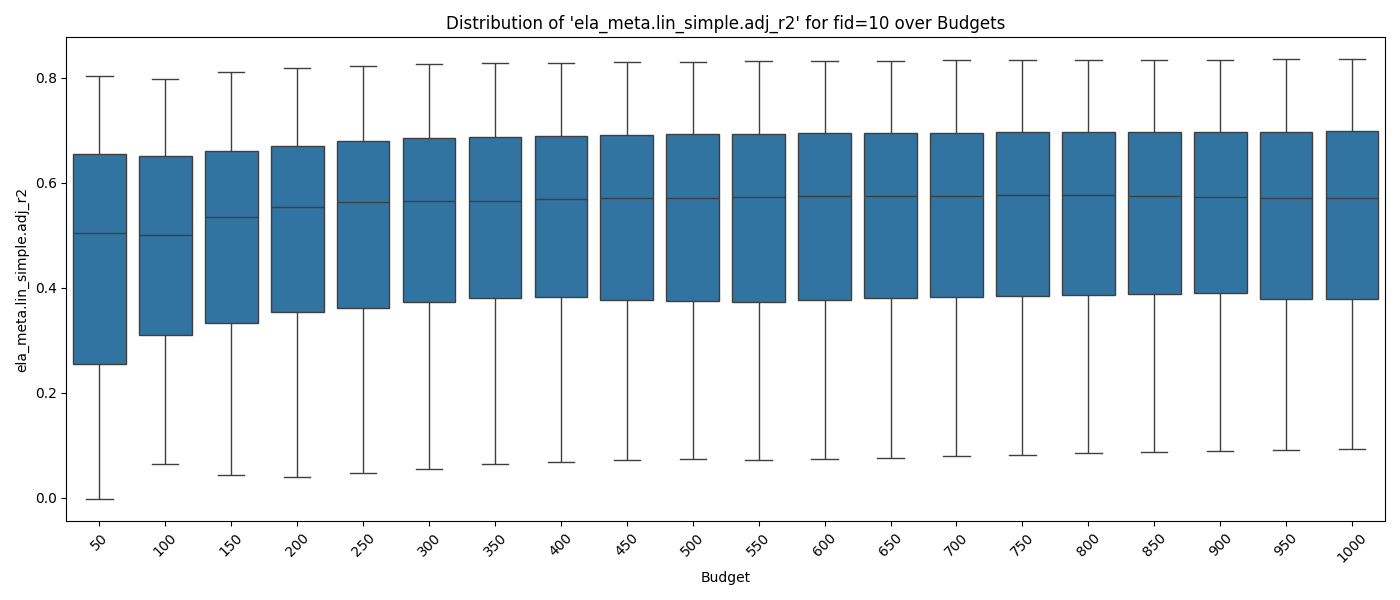 Distribution of 'ela_meta.lin_simple.adj_r2' for fid=10 over Budgets
ela_meta.lin_simple.adj_r2
0.8
0.6
0.4
0.2
0.0
50 100 150 200 250 300 350 400 450 500 550 600 650 700 750 800 850 900 950 1000
Budget